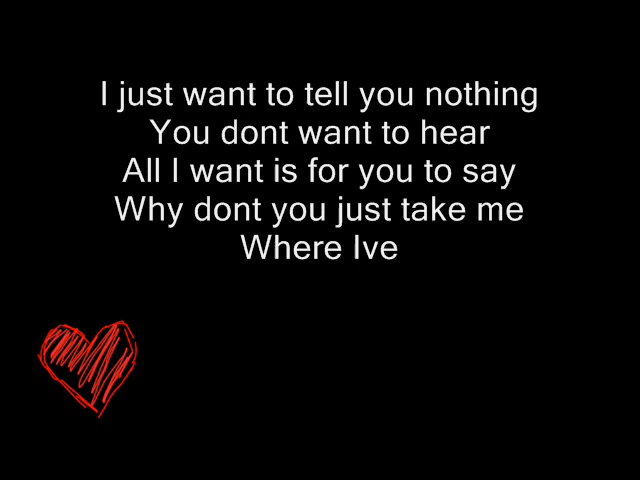 I just want to tell you nothing
You dont want to hear
All I want is for you to say
Why dont you just take me
Where Ive